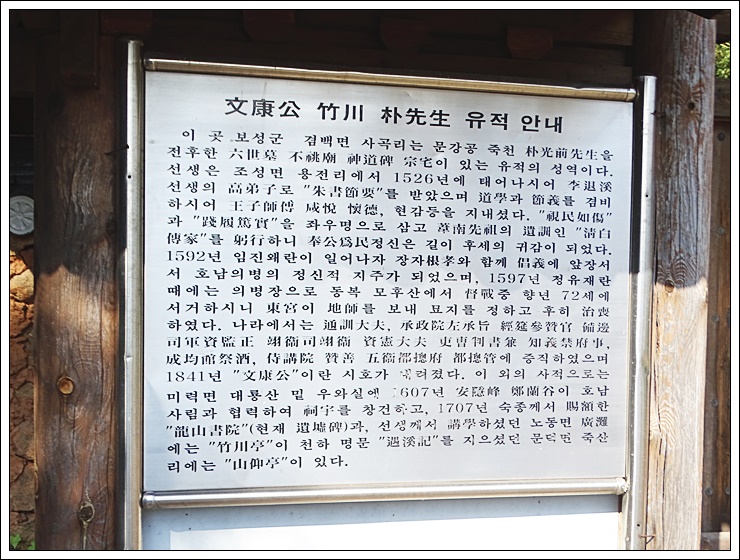 文康公 竹川 朴先生 유적 안내
이 곳 보성군 겸백면 사곡리는 문강공 죽천 朴光前先生을
전후한 六世墓 不祧廟 神道碑 宗宅이 있는 유적의 성역이다.
선생은 조성면 용전리에서 1526년에 태어나시어 李退溪
선생의 高弟子로 "朱書節要"를 받았으며 道學과 節義를 겸비
하시어 王子師傅 咸悅 懷德, 현감등을 지내셨다. "視民如傷"
과 "踐履篤實"을 좌우명으로 삼고 葦南先祖의 遺訓인 "淸白
傳家"를 躬行하니 奉公爲民정신은 길이 후세의 귀감이 되었다.
1592년 임진왜란이 일어나자 장자根孝와 함께 倡義에 앞장서
서 호남의병의 정신적 지주가 되었으며, 1597년 정유재란
때에는 의병장으로 동복 모후산에서 督戰중 향년 72세에
서거하시니 東宮이 地師를 보내 묘지를 정하고 후히 治喪
하였다. 나라에서는 通訓大夫, 承政院左承旨 經筵參贊官 備邊
司軍資監正 翊衛司翊衛 資憲大夫 吏曹判書兼 知義禁府事,
成均館祭酒, 侍講院 贊善 五衛都摠府 都摠管에 증직하였으며
1841년 "文康公"이란 시호가 내려졌다. 이 외의 사적으로는
미력면 대룡산 밑 우와실에 1607년 安隱峰 鄭蘭谷이 호남
사림과 협력하여 祠宇를 창건하고, 1707년 숙종께서 賜額한
"龍山書院"(현재 遺墟碑)과, 선생께서 講學하셨던 노동면 廣灘
에는 "竹川亭"이 천하 명문 "遇溪記"를 지으셨던 문덕면 죽산
리에는 "山仰亭"이 있다.